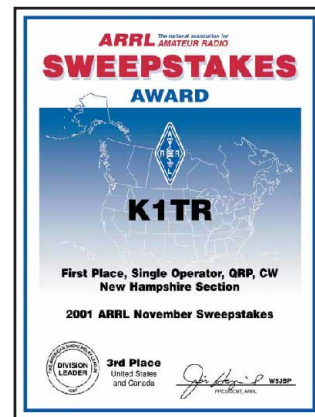 ARRL The national association for AMATEUR RADIO
SWEEPSTAKES
AWARD
K1TR
First Place, Single Operator, QRP, CW
New Hampshire Section
2001 ARRL November Sweepstakes
DIVISION
LEADER
3rd Place
United States
and Canada
W5JBP
PRESIDENT, ARRL